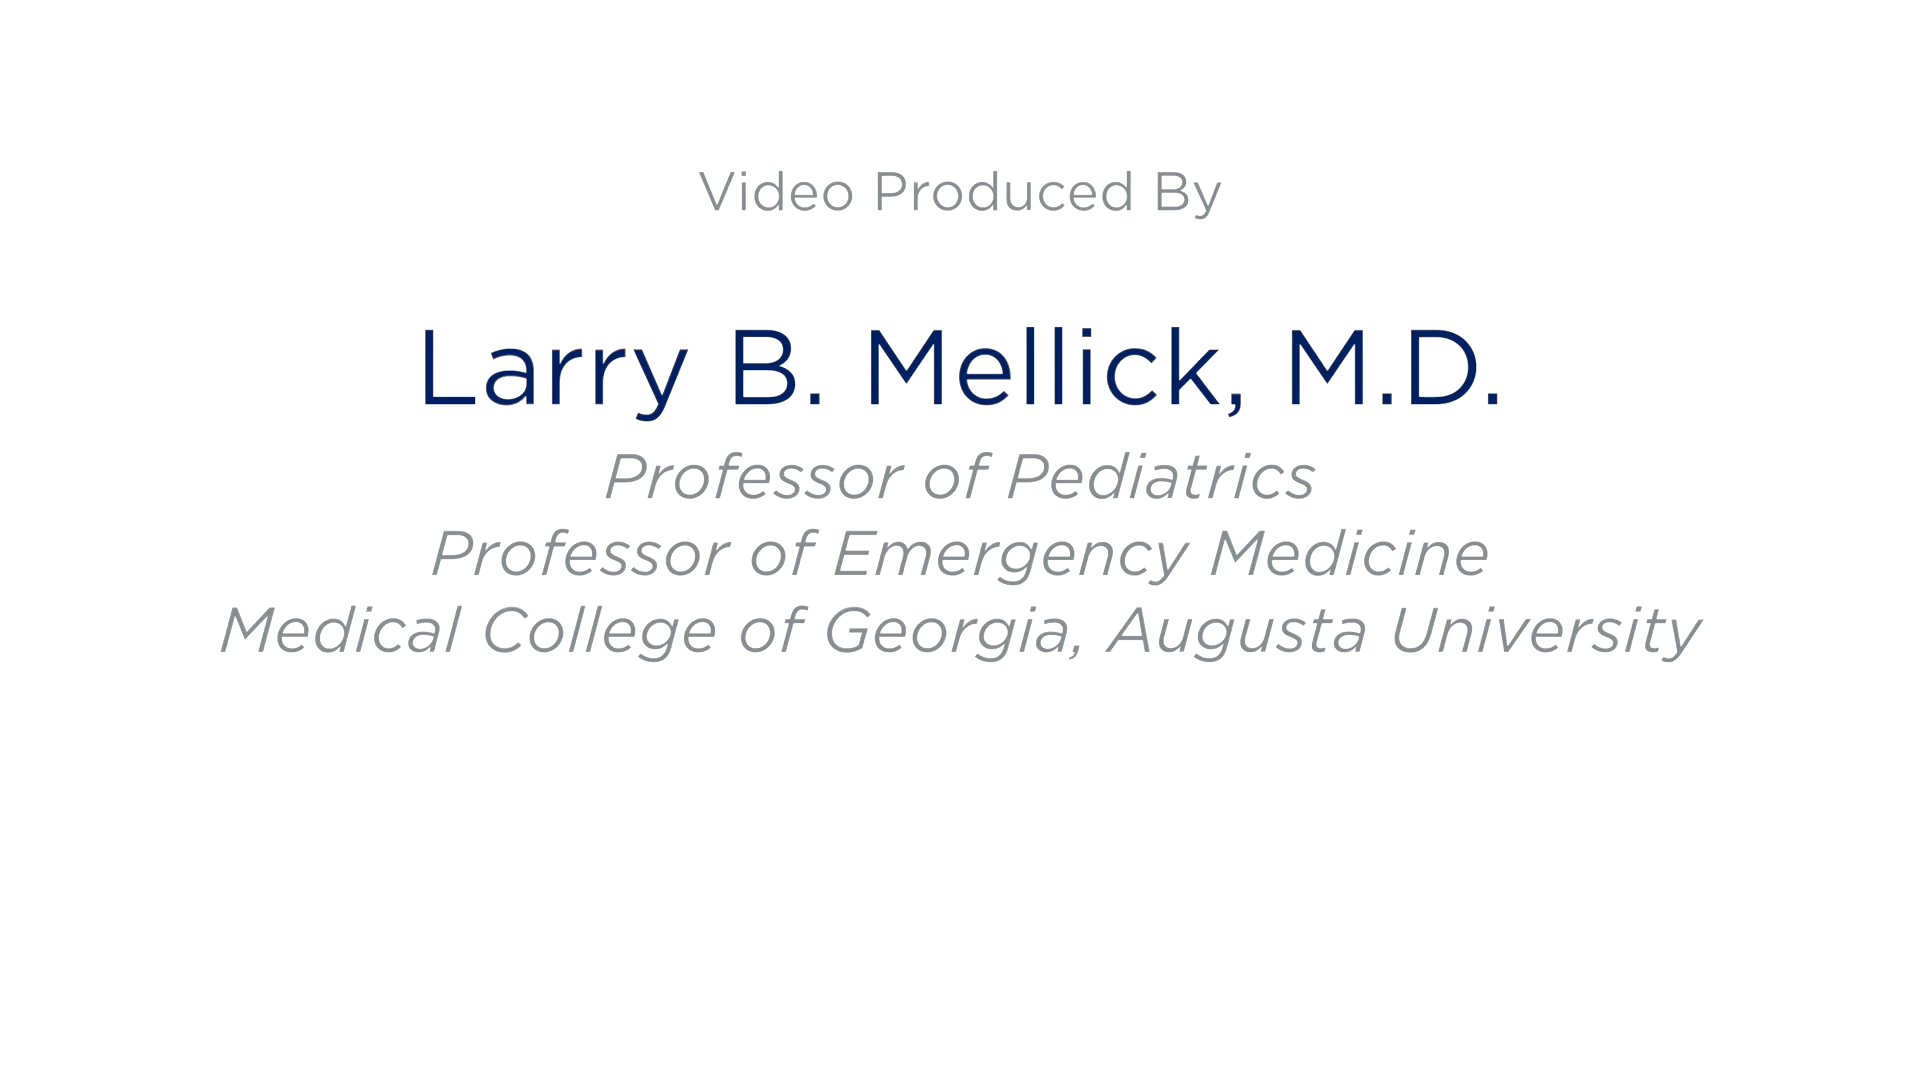 Video Produced By
Larry B. Mellick, M.D.
Professor of Pediatrics
Professor of Emergency Medicine
Medical College of Georgia, Augusta University